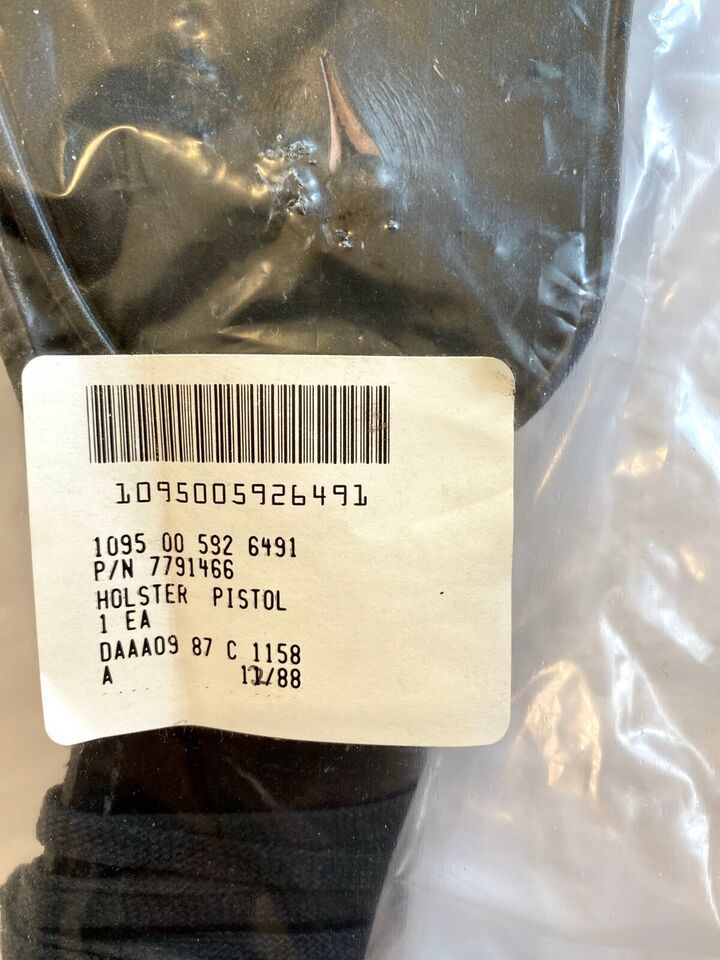 1095005926491
1095 00 592 6491
P/N 7791466
HOLSTER PISTOL
1 EA
DAAA09 87 C 1158
A 12/88